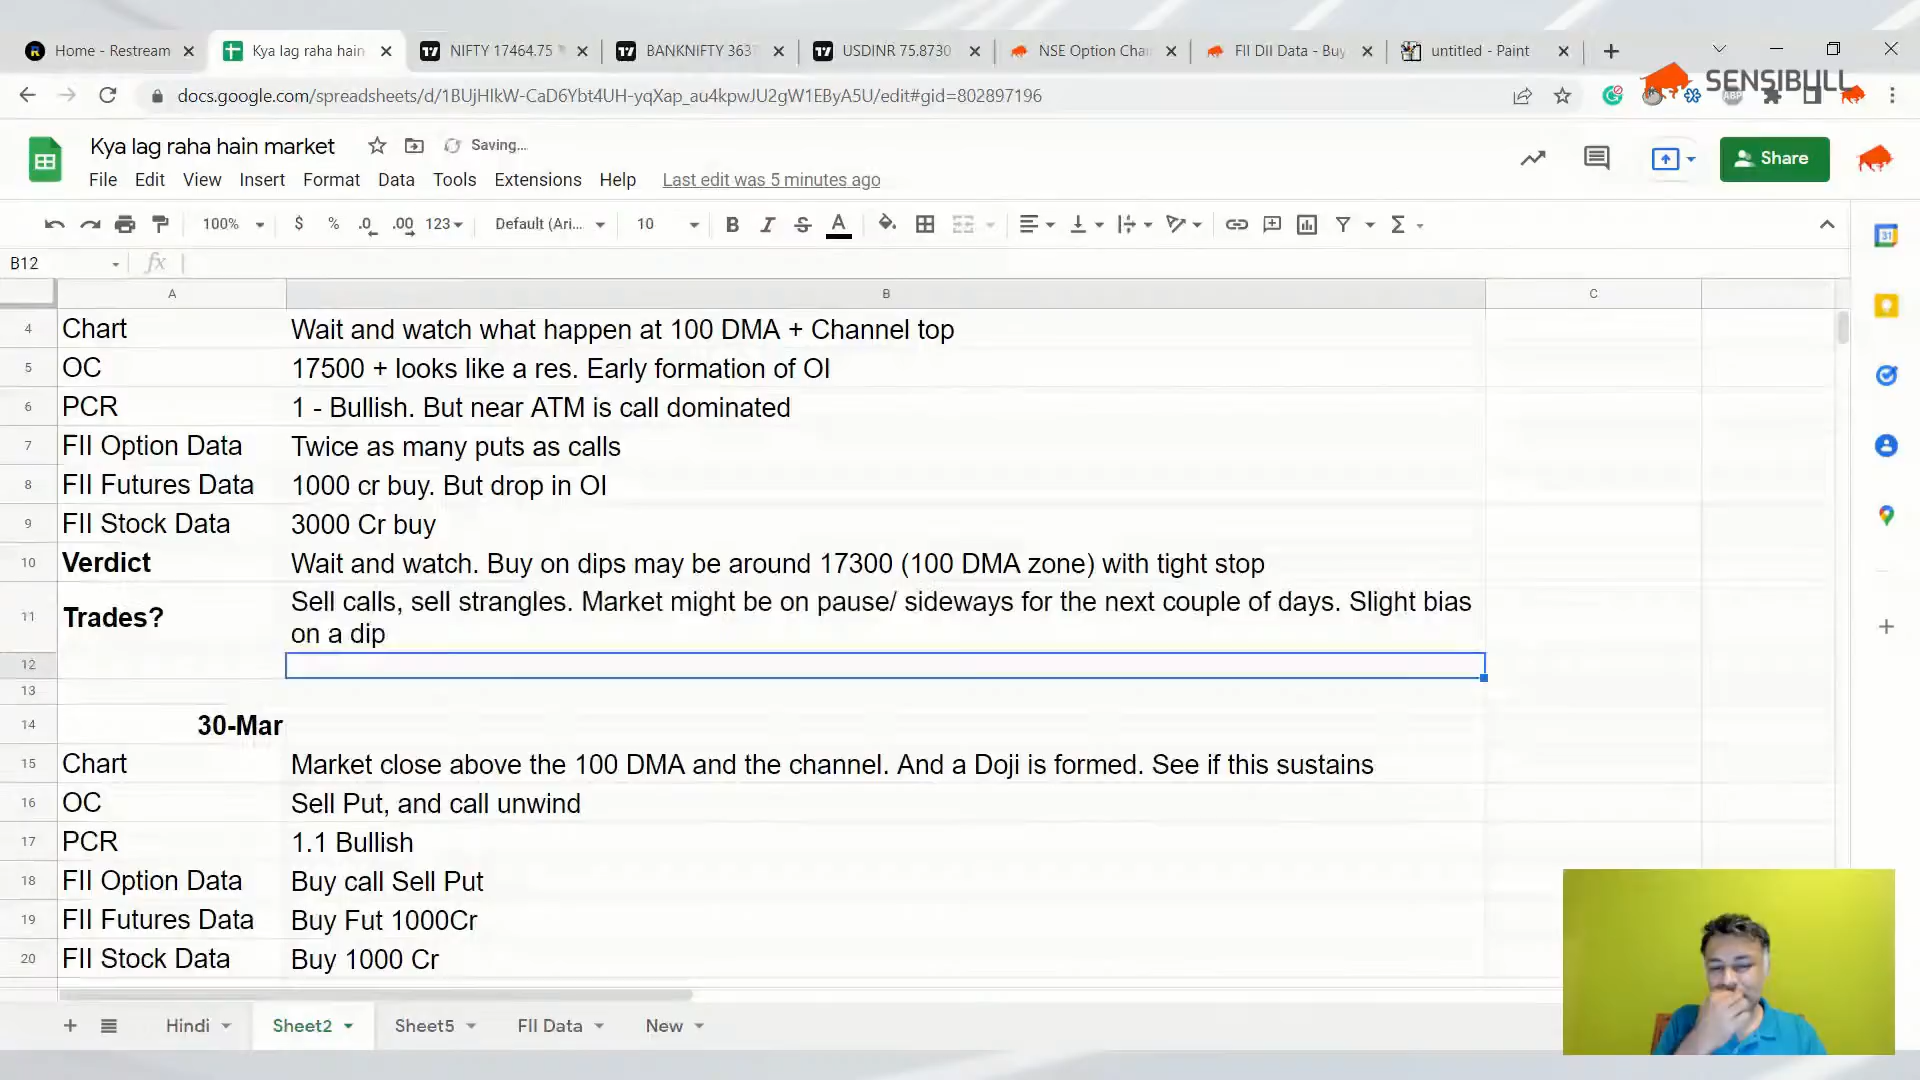 Home - Restream
Kya lag raha hain
NIFTY 17464.75
BANKNIFTY 363
USDINR 75.8730
NSE Option Cha
FII DII Data - Buy
untitled - Paint
docs.google.com/spreadsheets/d/1BUjHIkW-CaD6Ybt4UH-yqXap_au4kpwJU2gW1EByA5U/edit#gid=802897196
SENSIBULL
Kya lag raha hain market
Saving...
Share
File Edit View Insert Format Data Tools Extensions Help Last edit was 5 minutes ago
100% $ % .0 .00 123 Default (Ari... 10 B I S A
B12 fx
A B C
4 Chart Wait and watch what happen at 100 DMA + Channel top
5 OC 17500 + looks like a res. Early formation of OI
6 PCR 1 - Bullish. But near ATM is call dominated
7 FII Option Data Twice as many puts as calls
8 FII Futures Data 1000 cr buy. But drop in OI
9 FII Stock Data 3000 Cr buy
10 Verdict Wait and watch. Buy on dips may be around 17300 (100 DMA zone) with tight stop
11 Trades? Sell calls, sell strangles. Market might be on pause/ sideways for the next couple of days. Slight bias
on a dip
12
13
14 30-Mar
15 Chart Market close above the 100 DMA and the channel. And a Doji is formed. See if this sustains
16 OC Sell Put, and call unwind
17 PCR 1.1 Bullish
18 FII Option Data Buy call Sell Put
19 FII Futures Data Buy Fut 1000Cr
20 FII Stock Data Buy 1000 Cr
Hindi Sheet2 Sheet5 FII Data New